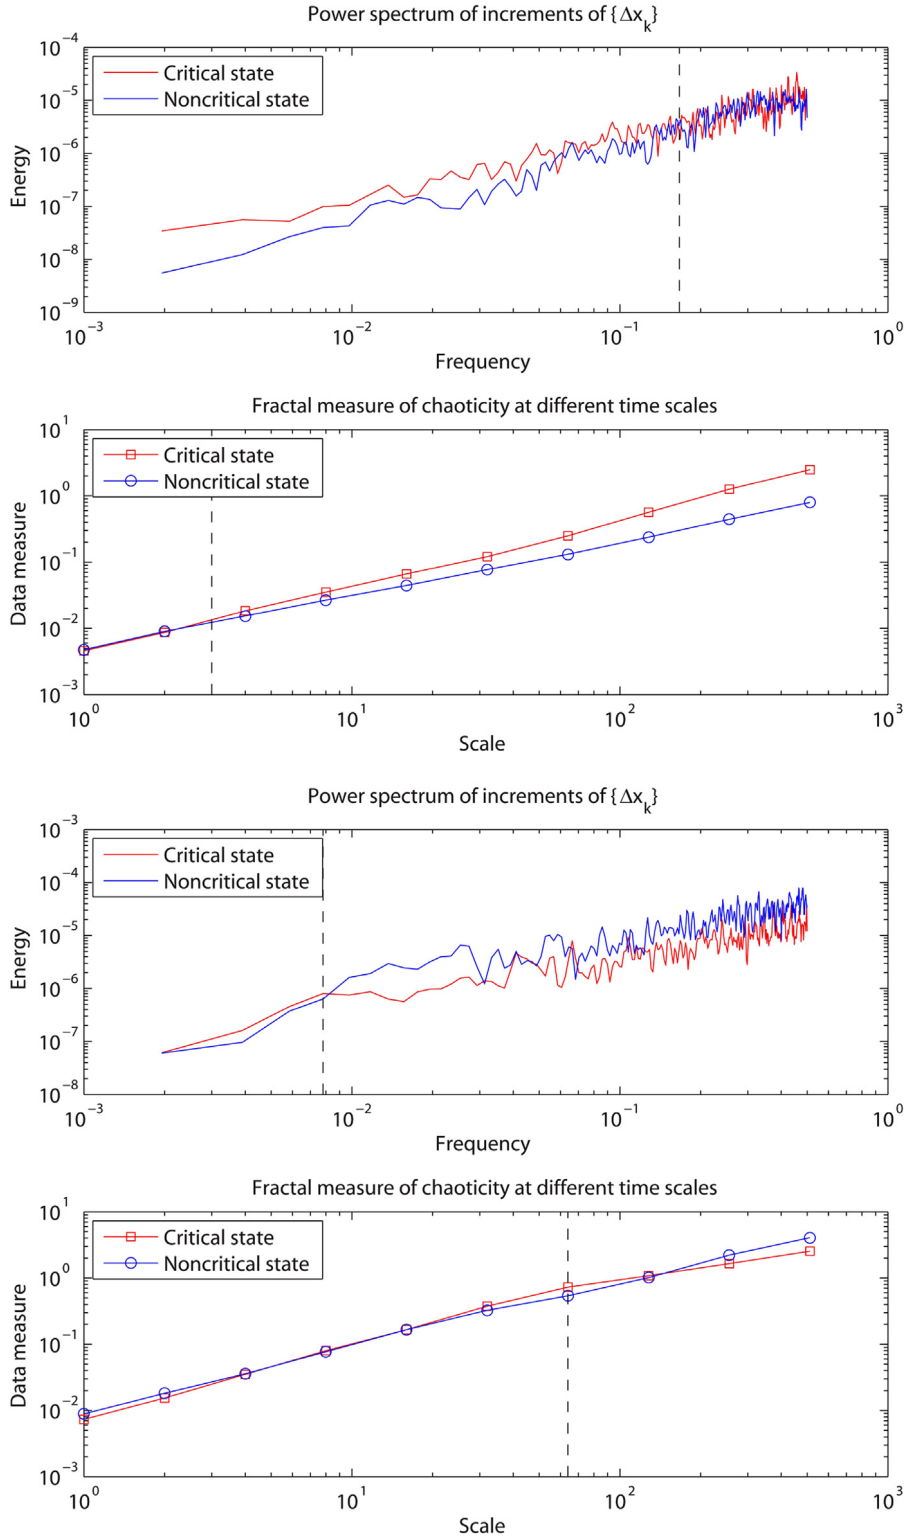 Power spectrum of increments of {Δx_k}
10^-4
10^-5
10^-6
10^-7
10^-8
10^-9
Energy
Critical state
Noncritical state
10^-3
10^-2
10^-1
10^0
Frequency
Fractal measure of chaoticity at different time scales
10^1
10^0
10^-1
10^-2
10^-3
Data measure
Critical state
Noncritical state
10^0
10^1
10^2
10^3
Scale
Power spectrum of increments of {Δx_k}
10^-3
10^-4
10^-5
10^-6
10^-7
10^-8
Energy
Critical state
Noncritical state
10^-3
10^-2
10^-1
10^0
Frequency
Fractal measure of chaoticity at different time scales
10^1
10^0
10^-1
10^-2
10^-3
Data measure
Critical state
Noncritical state
10^0
10^1
10^2
10^3
Scale